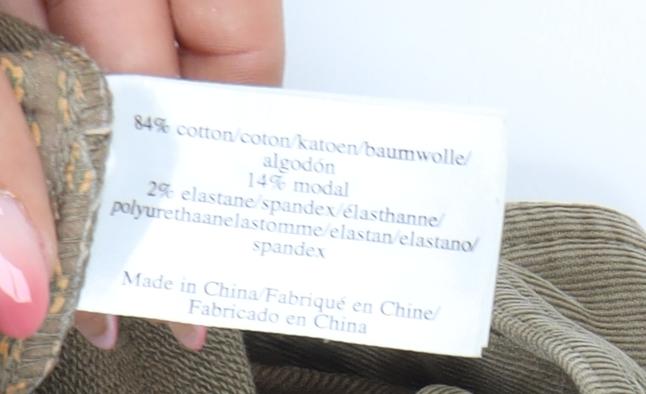 84% cotton/coton/katoen/baumwolle/
algodón
14% modal
2% elastane/spandex/élasthanne/
polyurethaanelastomme/elastan/elastano/
spandex
Made in China/Fabriqué en Chine/
Fabricado en China